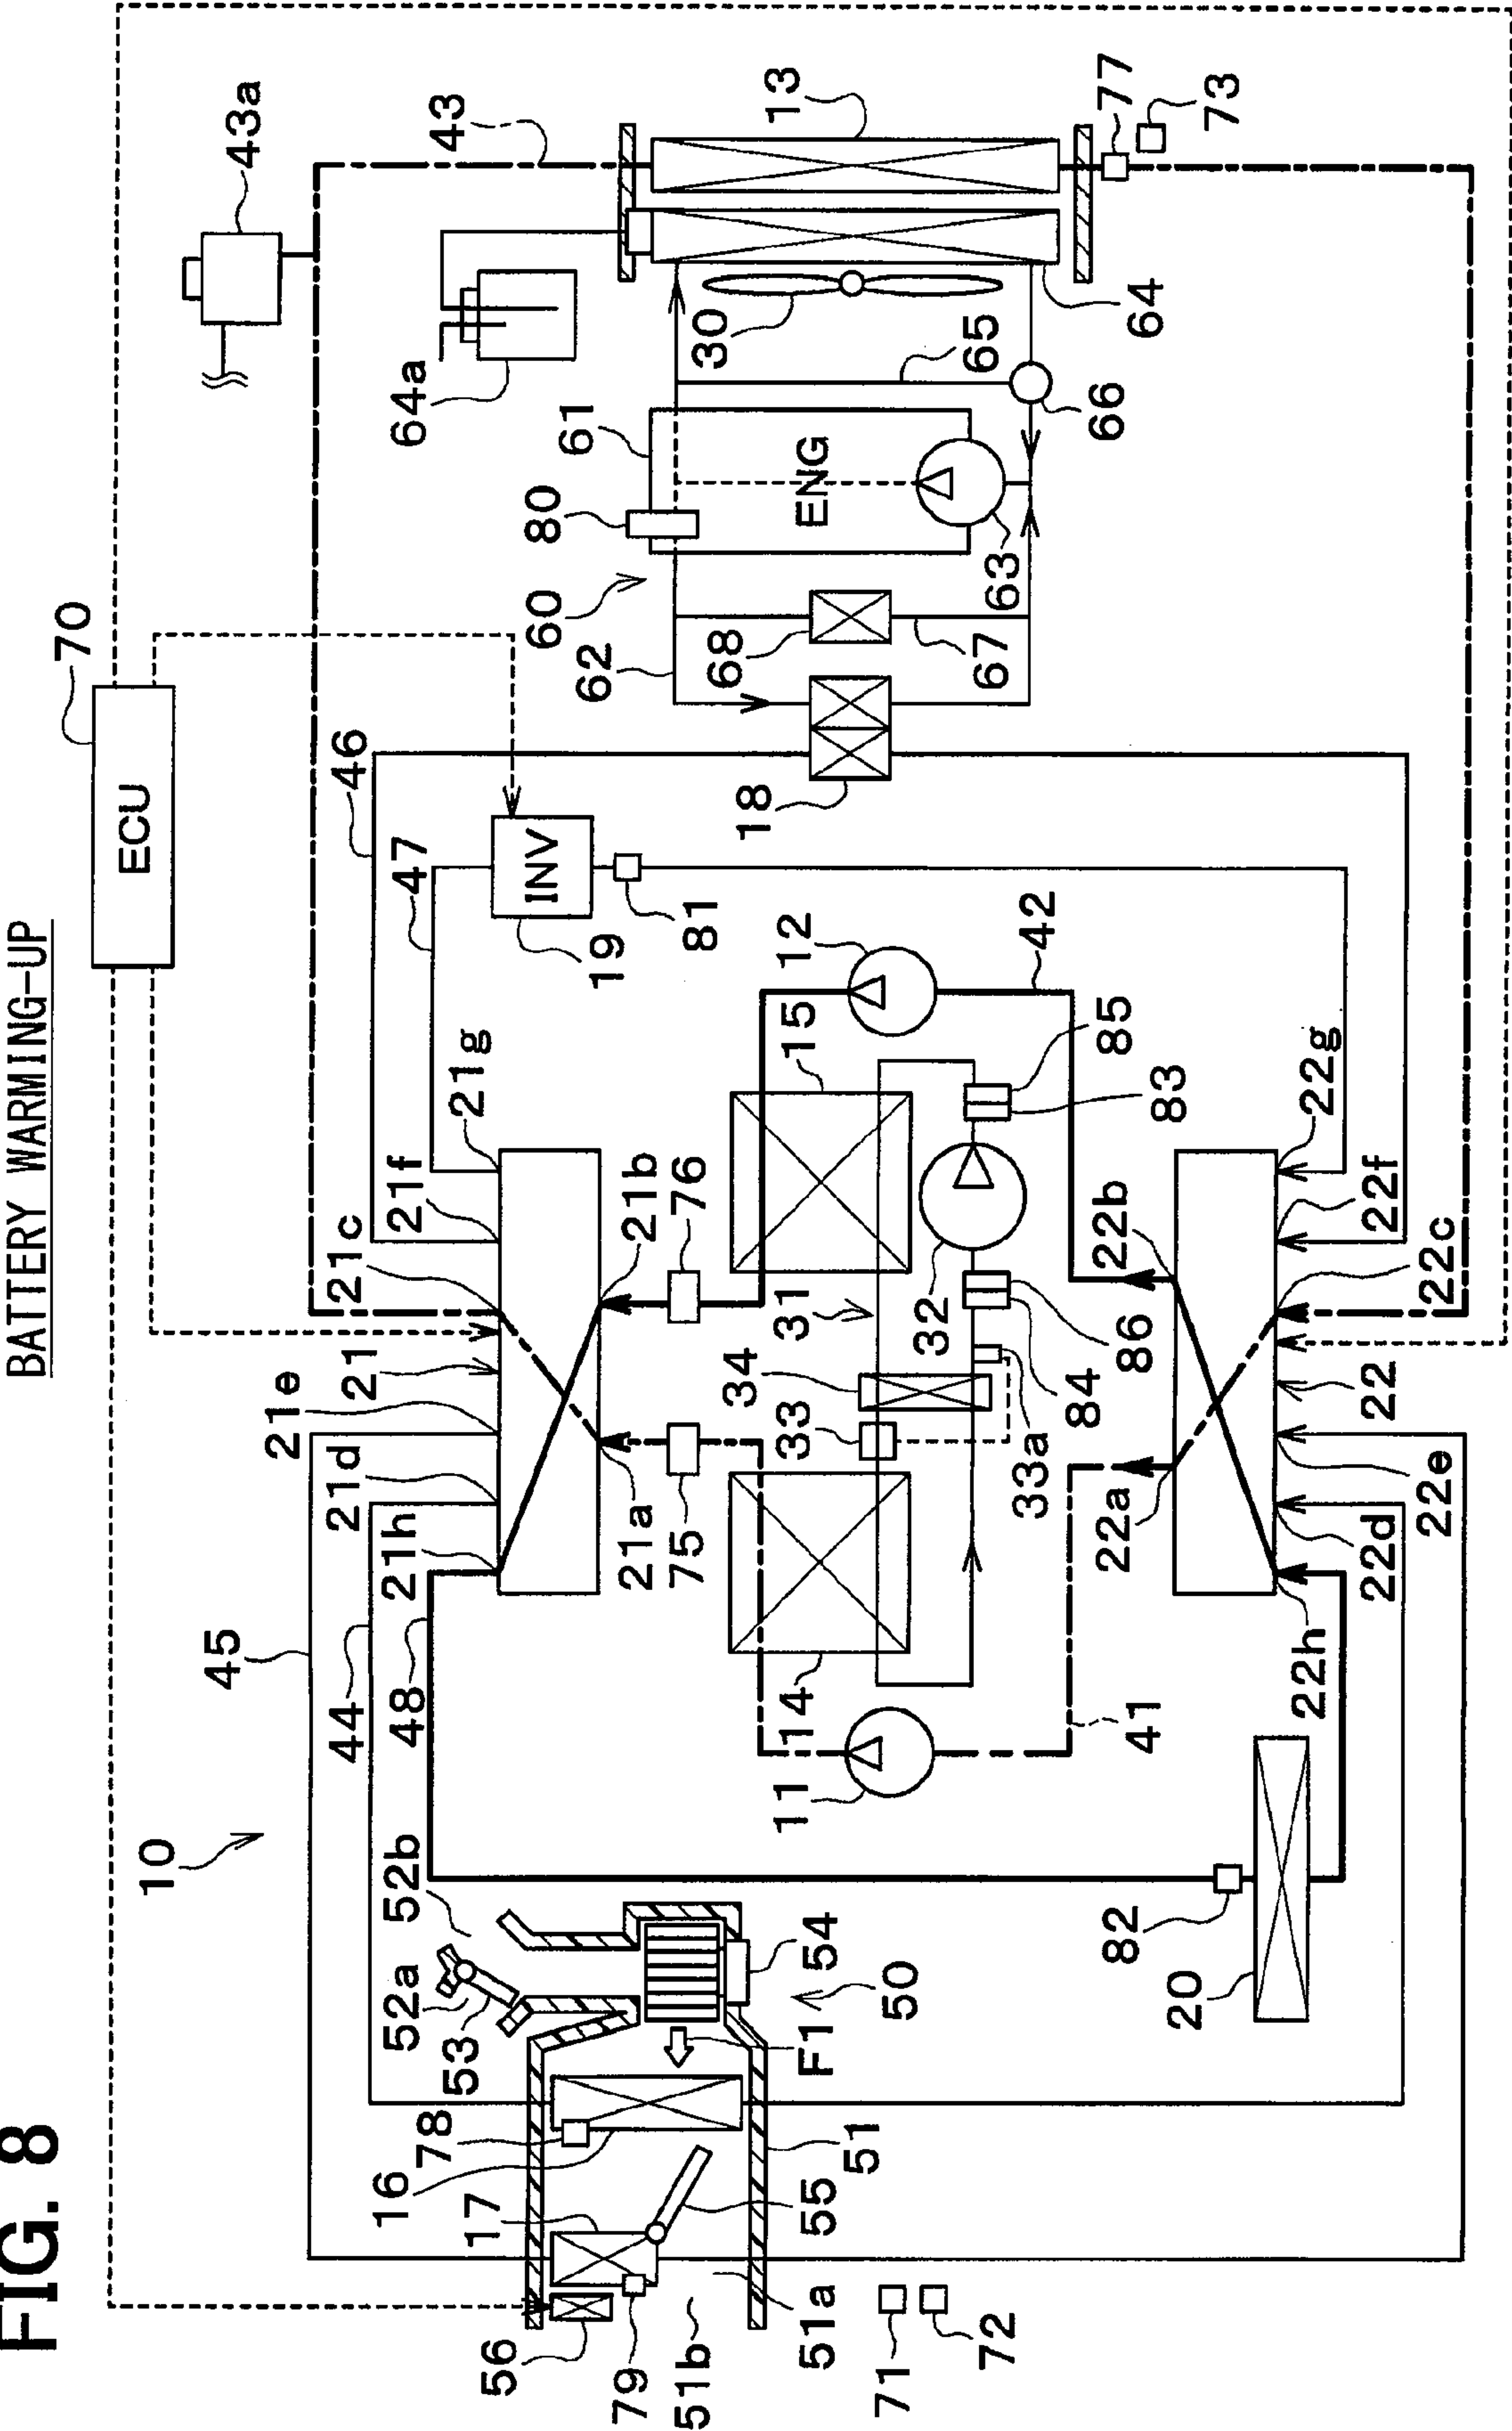 FIG. 8
BATTERY WARMING-UP
70
ECU
10
45
44
48
21h
21d
21e
21
21c
21f
21g
47
46
43a
43
64a
13
77
73
30
64
65
66
61
ENG
80
63
60
62
68
67
18
INV
19
81
12
42
15
85
83
76
21b
31
32
22b
86
84
34
33
33a
21a
75
14
11
41
22a
22g
22f
22c
22
22e
22d
22h
52b
52a
53
54
50
F1
82
20
78
16
17
51
55
51a
51b
56
79
71
72